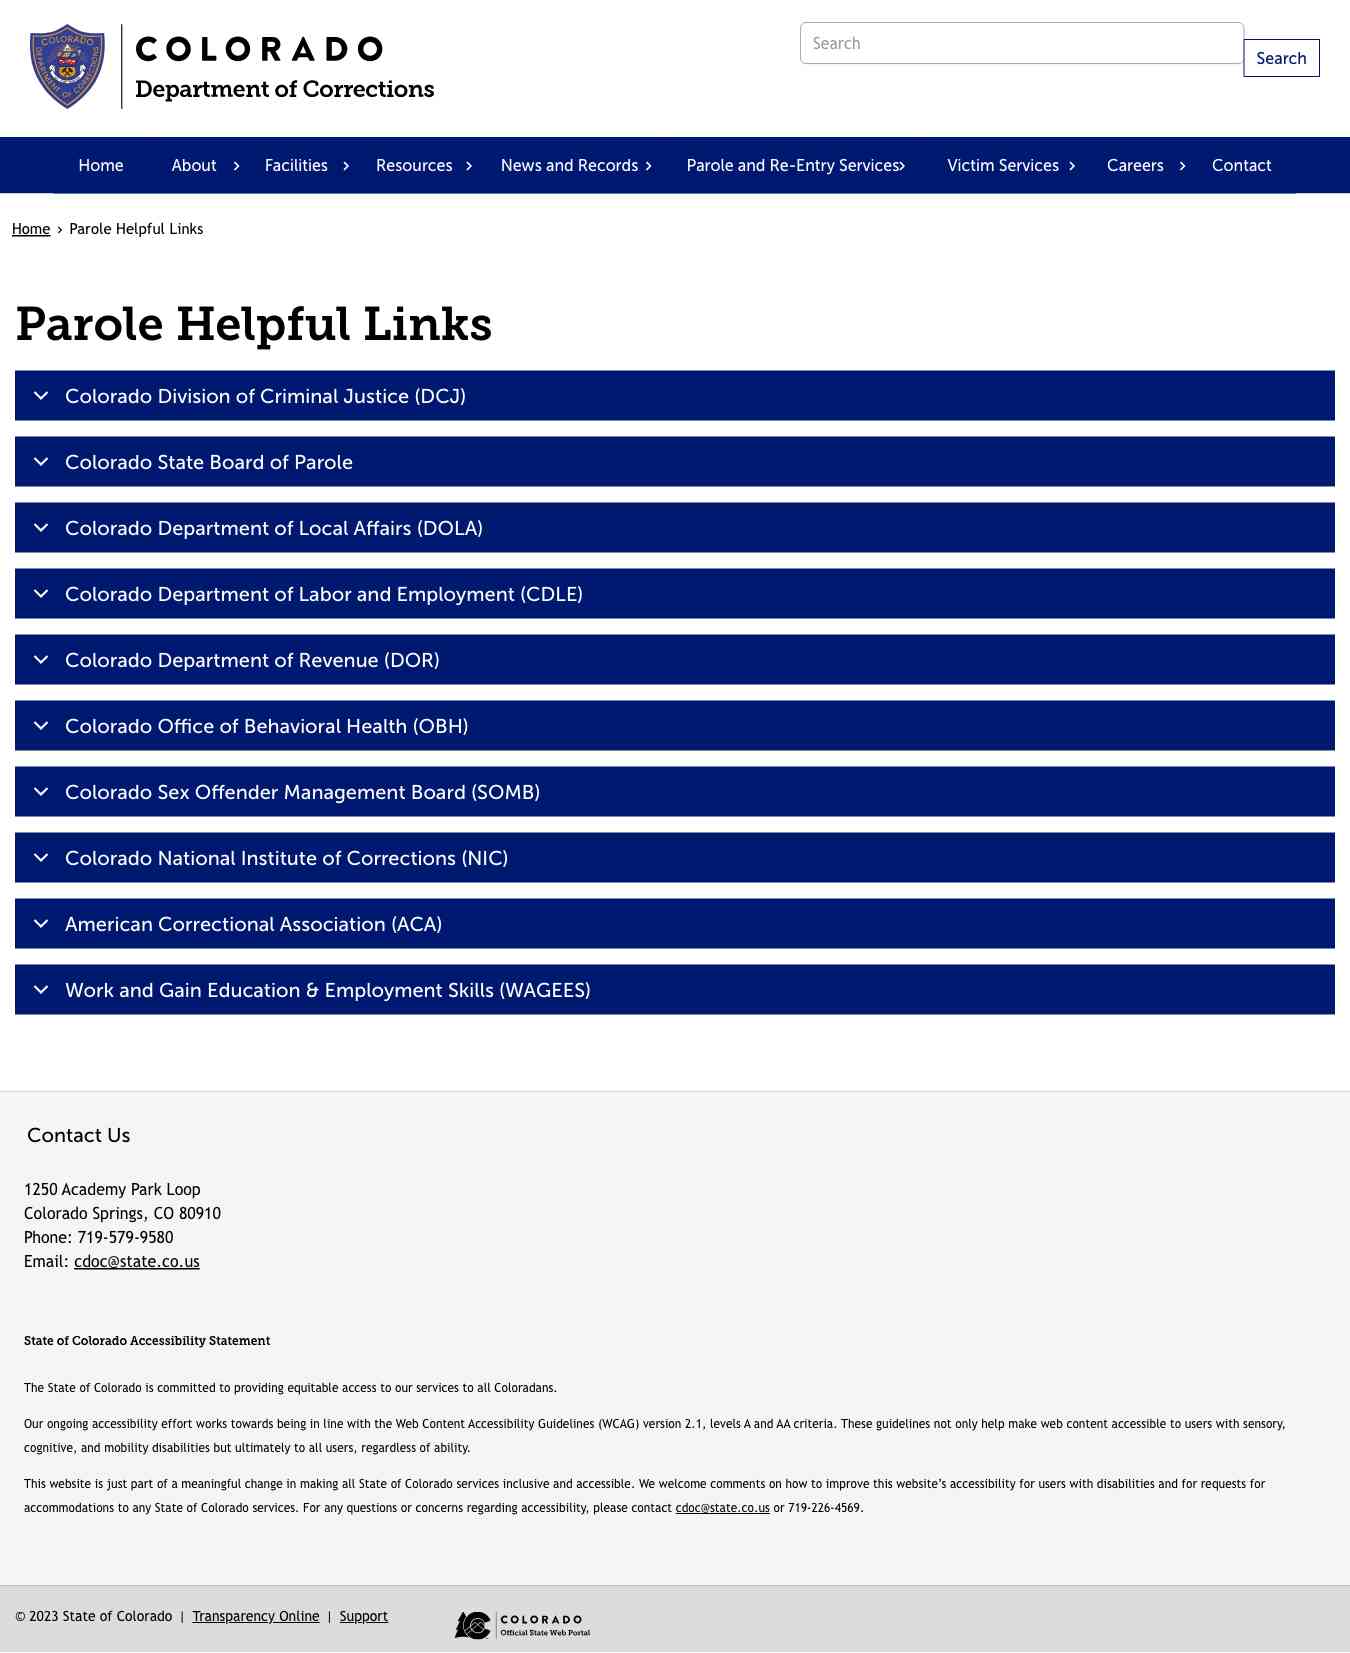 COLORADO
Department of Corrections
Search
Search
Home About Facilities Resources News and Records Parole and Re-Entry Services Victim Services Careers Contact
Home › Parole Helpful Links
Parole Helpful Links
Colorado Division of Criminal Justice (DCJ)
Colorado State Board of Parole
Colorado Department of Local Affairs (DOLA)
Colorado Department of Labor and Employment (CDLE)
Colorado Department of Revenue (DOR)
Colorado Office of Behavioral Health (OBH)
Colorado Sex Offender Management Board (SOMB)
Colorado National Institute of Corrections (NIC)
American Correctional Association (ACA)
Work and Gain Education & Employment Skills (WAGEES)
Contact Us
1250 Academy Park Loop
Colorado Springs, CO 80910
Phone: 719-579-9580
Email: cdoc@state.co.us
State of Colorado Accessibility Statement
The State of Colorado is committed to providing equitable access to our services to all Coloradans.
Our ongoing accessibility effort works towards being in line with the Web Content Accessibility Guidelines (WCAG) version 2.1, levels A and AA criteria. These guidelines not only help make web content accessible to users with sensory,
cognitive, and mobility disabilities but ultimately to all users, regardless of ability.
This website is just part of a meaningful change in making all State of Colorado services inclusive and accessible. We welcome comments on how to improve this website’s accessibility for users with disabilities and for requests for
accommodations to any State of Colorado services. For any questions or concerns regarding accessibility, please contact cdoc@state.co.us or 719-226-4569.
© 2023 State of Colorado | Transparency Online | Support
COLORADO
Official State Web Portal